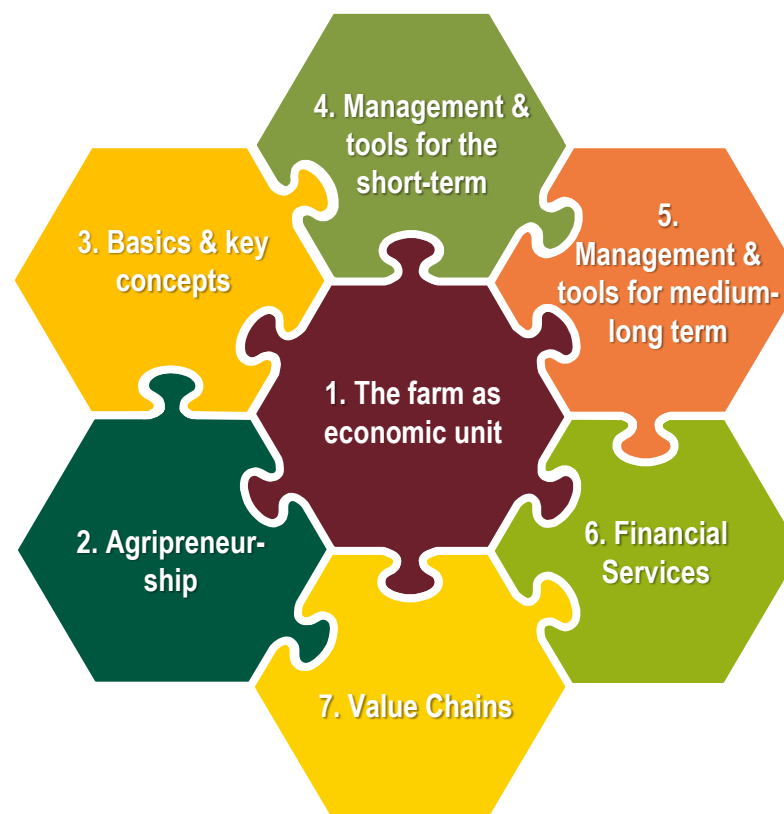 4. Management &
tools for the
short-term
3. Basics & key
concepts
5.
Management &
tools for medium-
long term
1. The farm as
economic unit
2. Agripreneur-
ship
6. Financial
Services
7. Value Chains